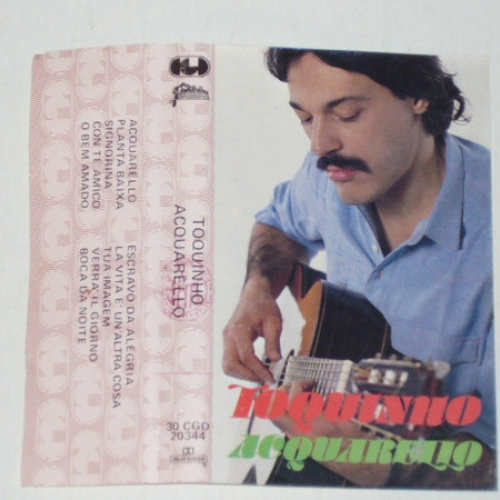 ACQUARELLO
PLANTA BAIXA
SIGNORINA
CON TE AMICO
O BEM AMADO
TOQUINHO
ACQUARELLO
ESCRAVO DA ALEGRIA
LA VITA E' UN'ALTRA COSA
TUA IMAGEM
VERRA' IL GIORNO
BOCA DA NOITE
30 CGD
20344
TOQUINHO
ACQUARELLO